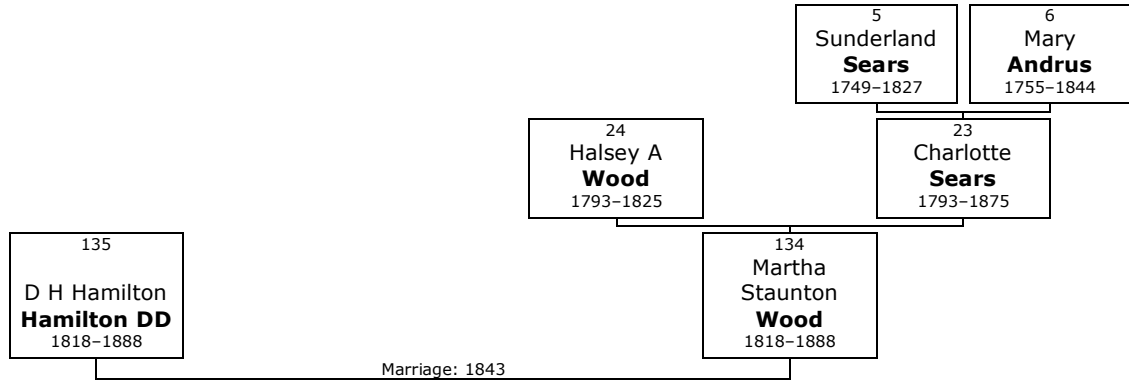 5
Sunderland
Sears
1749–1827
6
Mary
Andrus
1755–1844
24
Halsey A
Wood
1793–1825
23
Charlotte
Sears
1793–1875
135
D H Hamilton
Hamilton DD
1818–1888
134
Martha
Staunton
Wood
1818–1888
Marriage: 1843